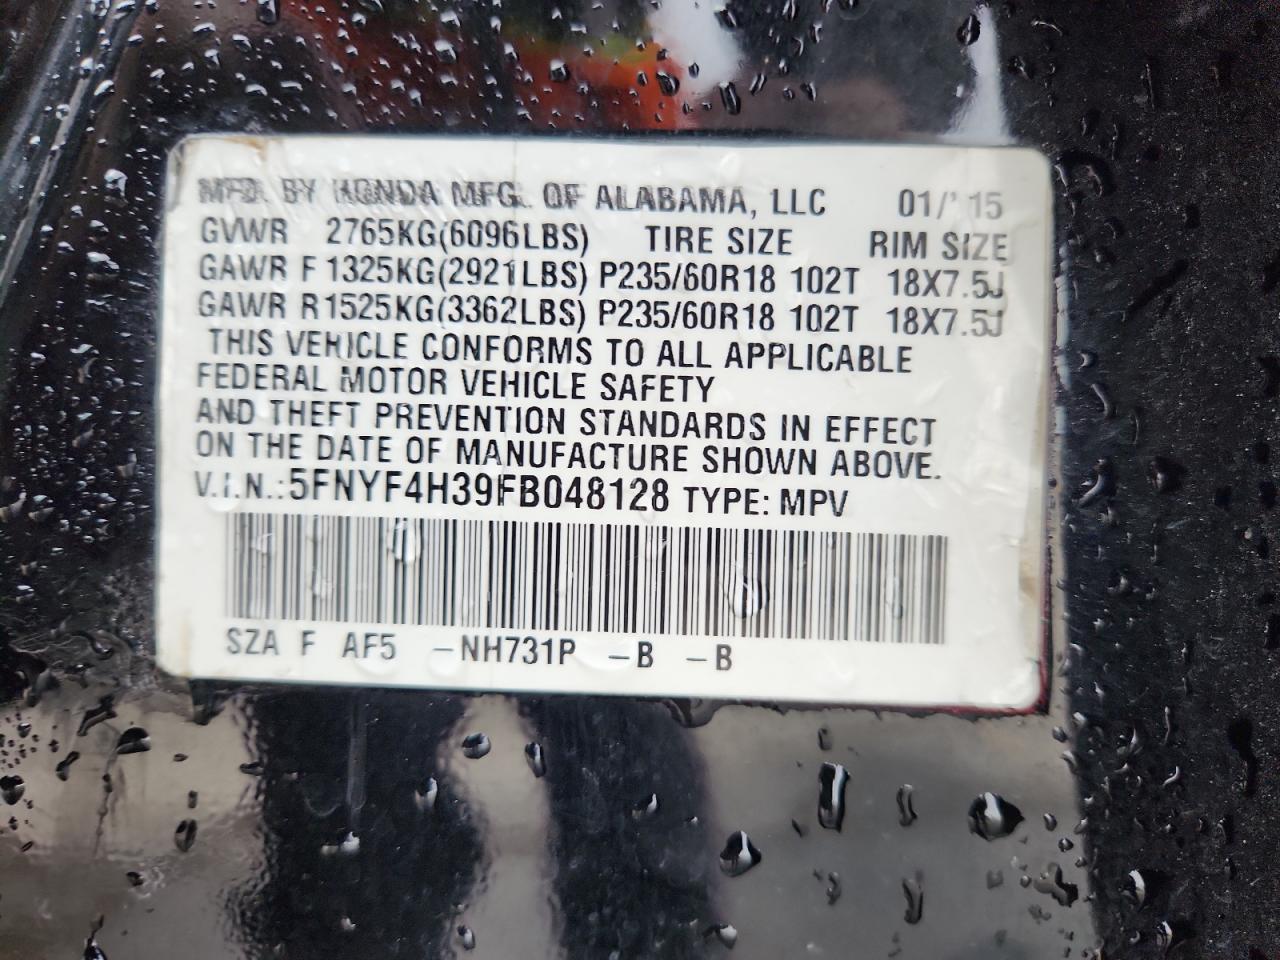 MFD. BY HONDA MFG. OF ALABAMA, LLC 01/'15
GVWR 2765KG(6096LBS) TIRE SIZE RIM SIZE
GAWR F 1325KG(2921LBS) P235/60R18 102T 18X7.5J
GAWR R1525KG(3362LBS) P235/60R18 102T 18X7.5J
THIS VEHICLE CONFORMS TO ALL APPLICABLE
FEDERAL MOTOR VEHICLE SAFETY
AND THEFT PREVENTION STANDARDS IN EFFECT
ON THE DATE OF MANUFACTURE SHOWN ABOVE.
V.I.N.:5FNYF4H39FB048128 TYPE: MPV
SZA F AF5 -NH731P -B -B